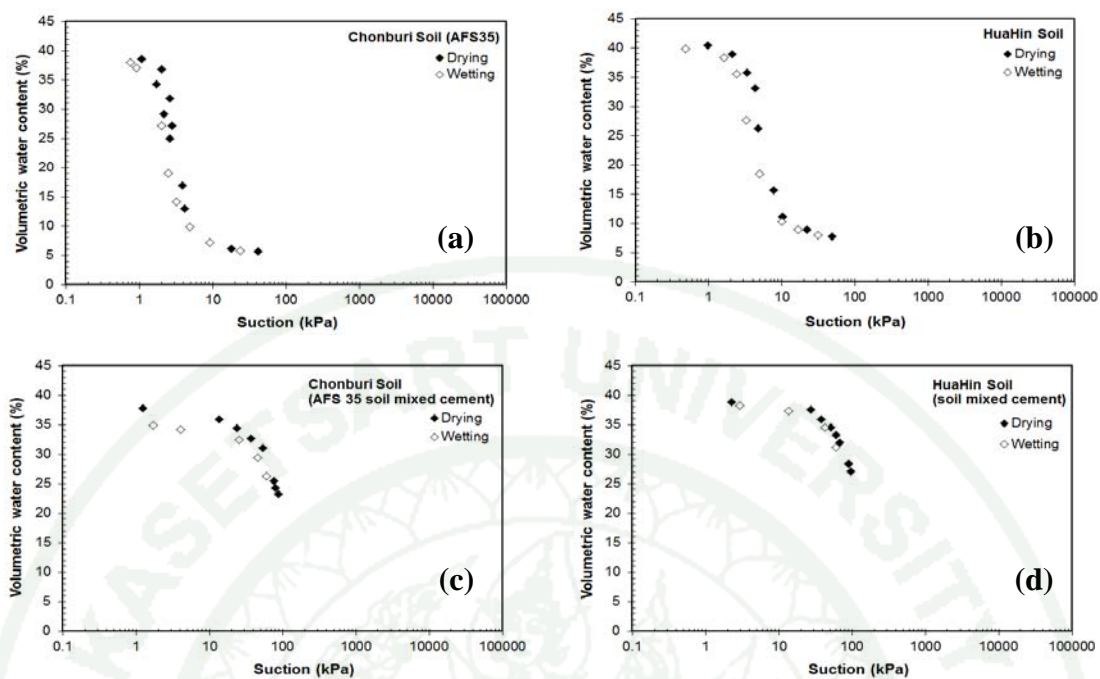 Chonburi Soil (AFS35)
Drying
Wetting
(a)
Volumetric water content (%)
45
40
35
30
25
20
15
10
5
0
0.1 1 10 100 1000 10000 100000
Suction (kPa)
HuaHin Soil
Drying
Wetting
(b)
Volumetric water content (%)
45
40
35
30
25
20
15
10
5
0
0.1 1 10 100 1000 10000 100000
Suction (kPa)
Chonburi Soil
(AFS 35 soil mixed cement)
Drying
Wetting
(c)
Volumetric water content (%)
45
40
35
30
25
20
15
10
5
0
0.1 1 10 100 1000 10000 100000
Suction (kPa)
HuaHin Soil
(soil mixed cement)
Drying
Wetting
(d)
Volumetric water content (%)
45
40
35
30
25
20
15
10
5
0
0.1 1 10 100 1000 10000 100000
Suction (kPa)
KASETSART UNIVERSITY